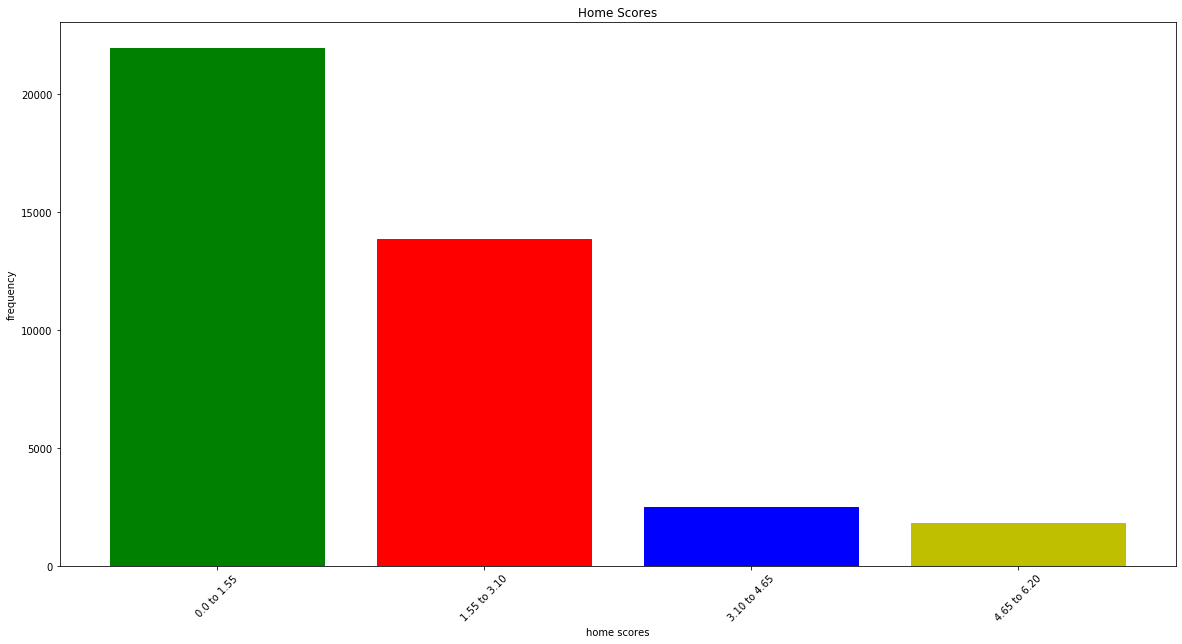 Home Scores
frequency
20000
15000
10000
5000
0
0.0 to 1.55
1.55 to 3.10
3.10 to 4.65
4.65 to 6.20
home scores